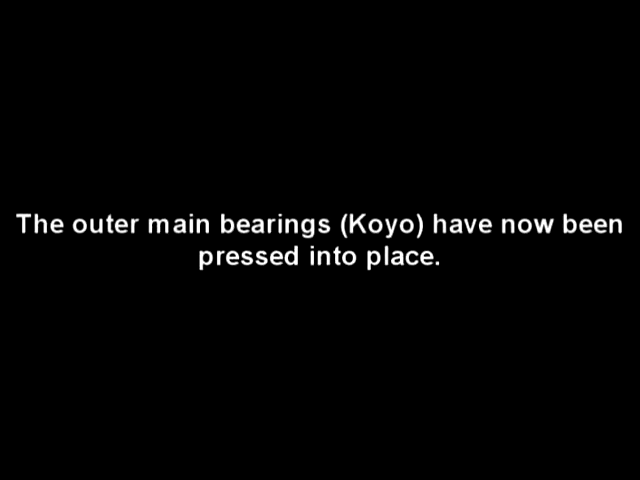 The outer main bearings (Koyo) have now been
pressed into place.